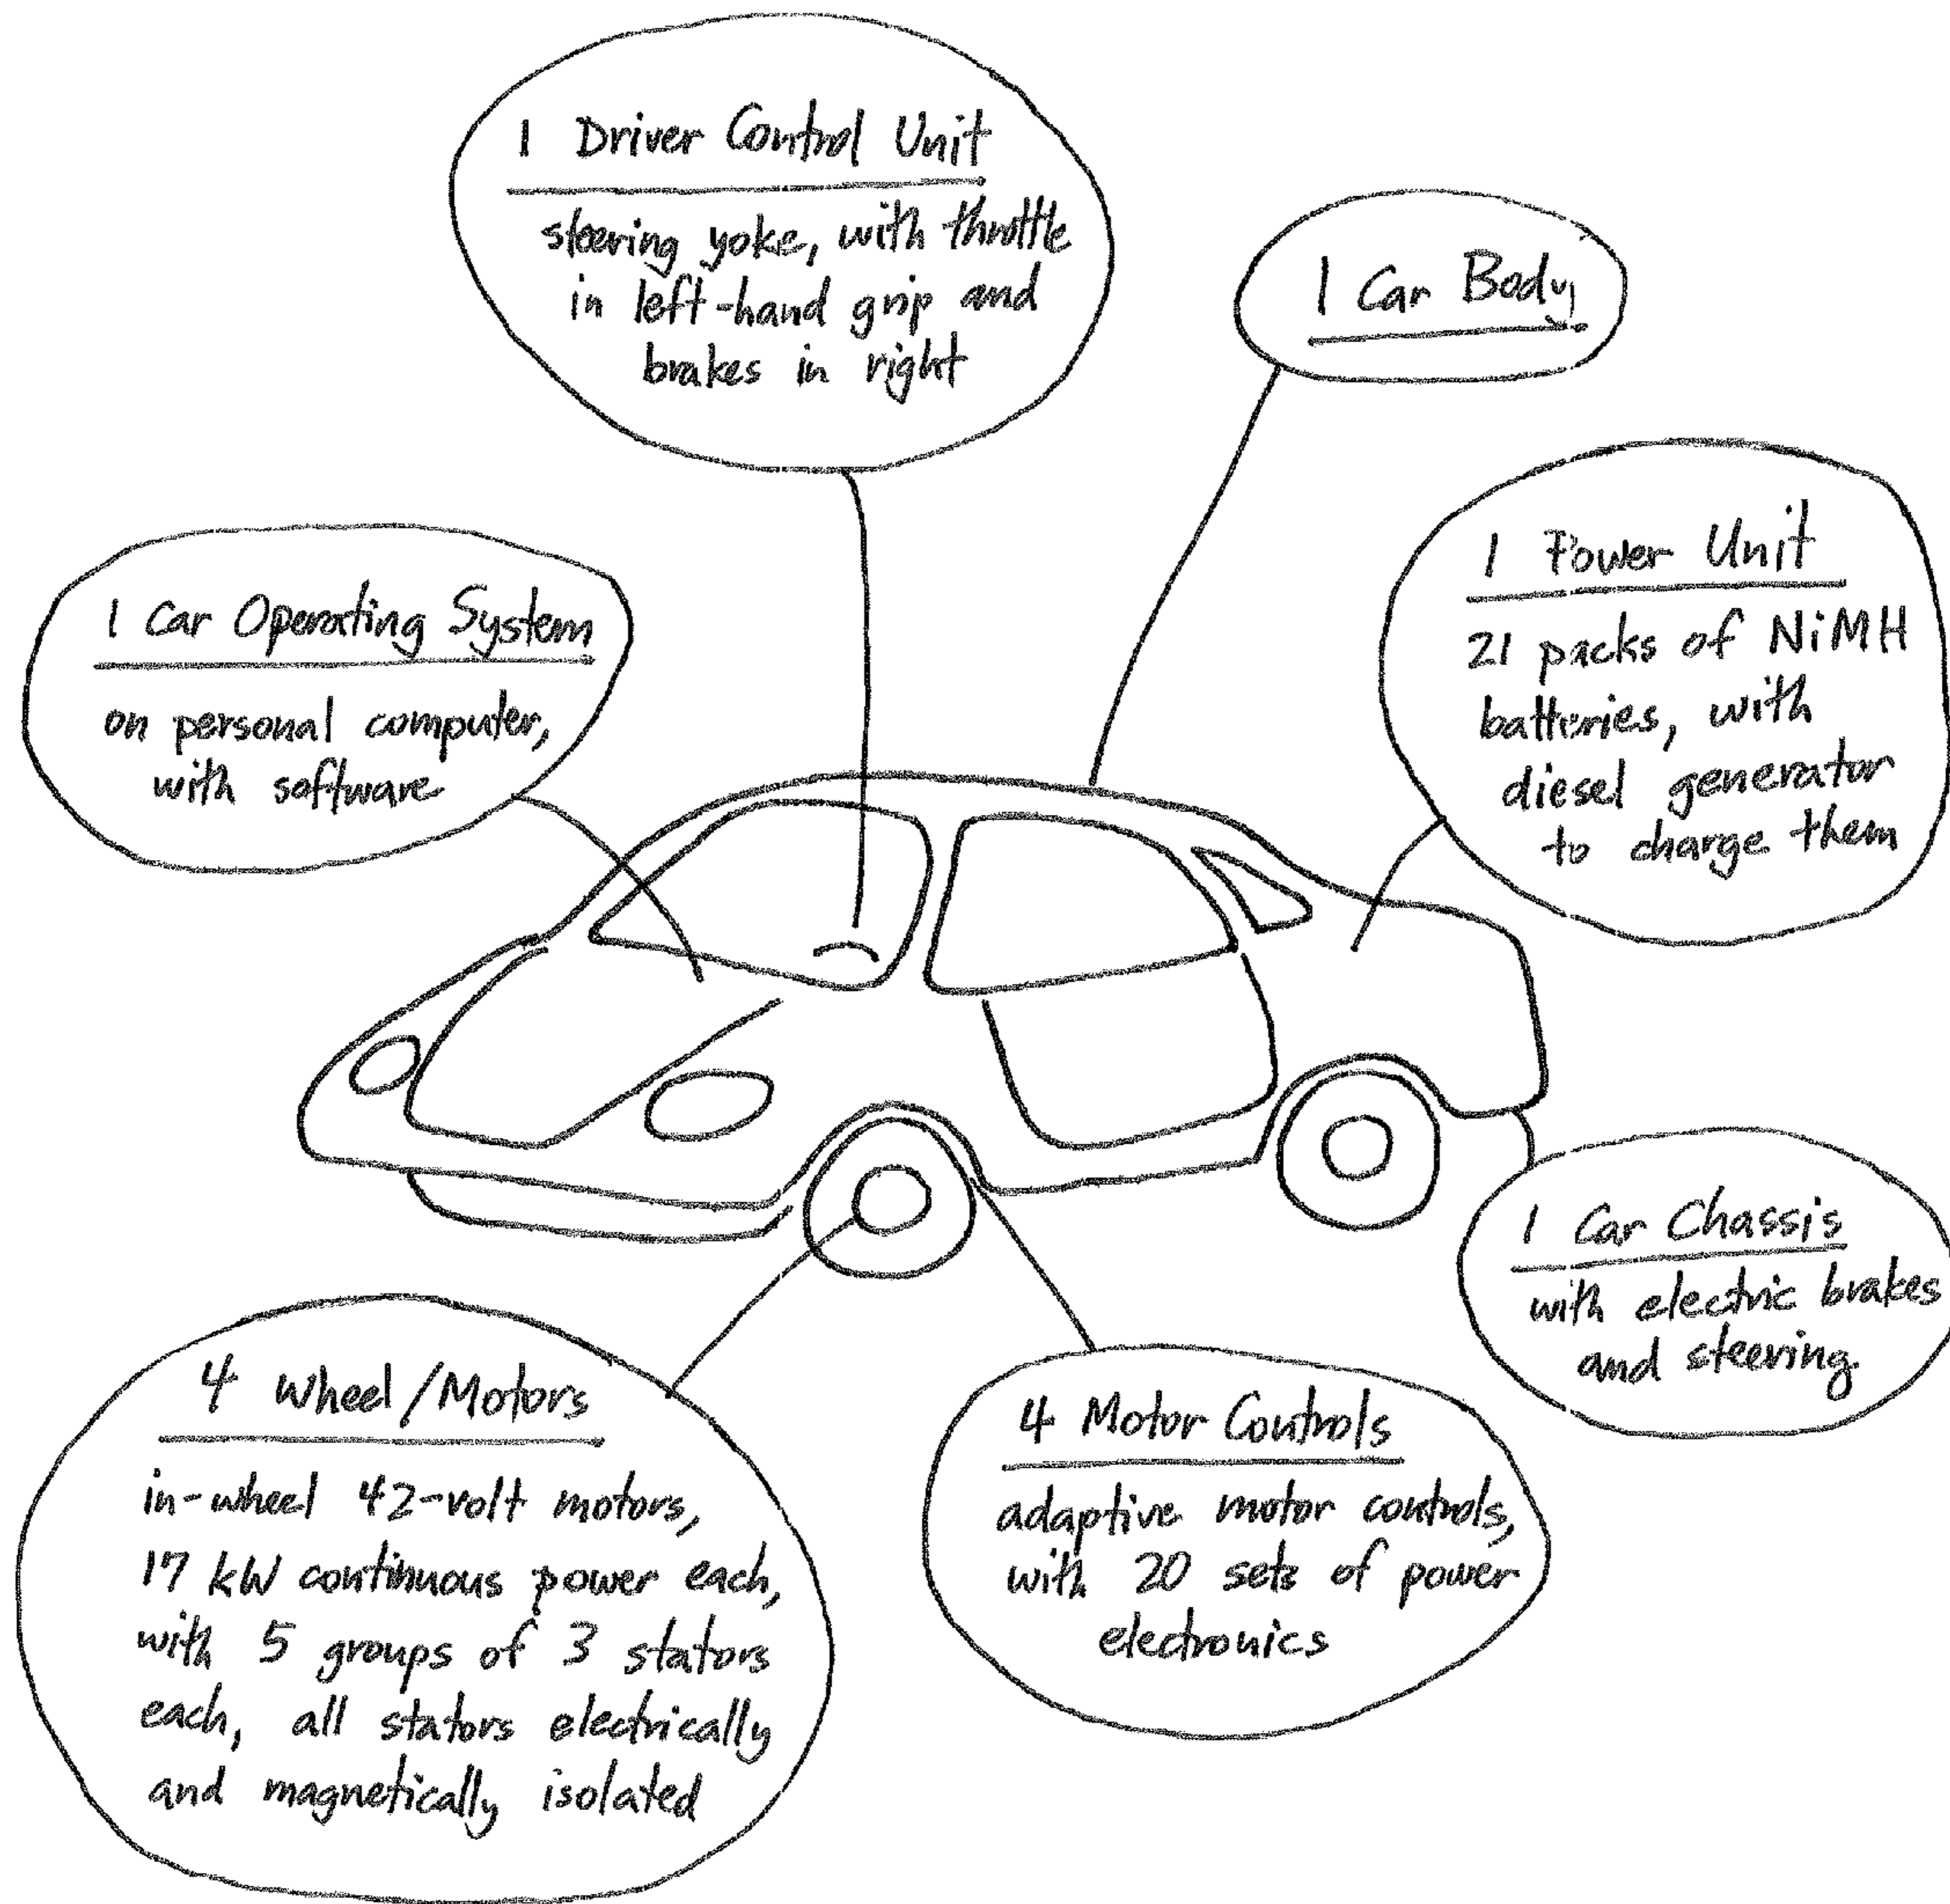 1 Driver Control Unit
steering yoke, with throttle
in left-hand grip and
brakes in right
1 Car Body
1 Power Unit
21 packs of NiMH
batteries, with
diesel generator
to charge them
1 Car Operating System
on personal computer,
with software
1 Car Chassis
with electric brakes
and steering
4 Wheel/Motors
in-wheel 42-volt motors,
17 kW continuous power each,
with 5 groups of 3 stators
each, all stators electrically
and magnetically isolated
4 Motor Controls
adaptive motor controls,
with 20 sets of power
electronics